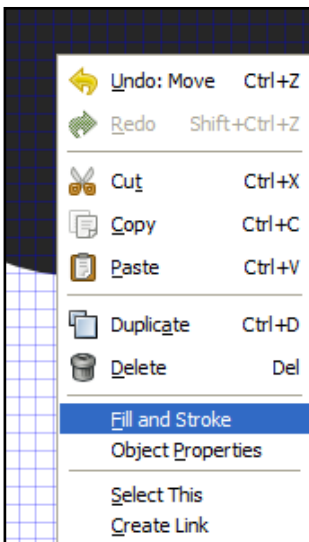 Undo: Move Ctrl+Z
Redo Shift+Ctrl+Z
Cut Ctrl+X
Copy Ctrl+C
Paste Ctrl+V
Duplicate Ctrl+D
Delete Del
Fill and Stroke
Object Properties
Select This
Create Link